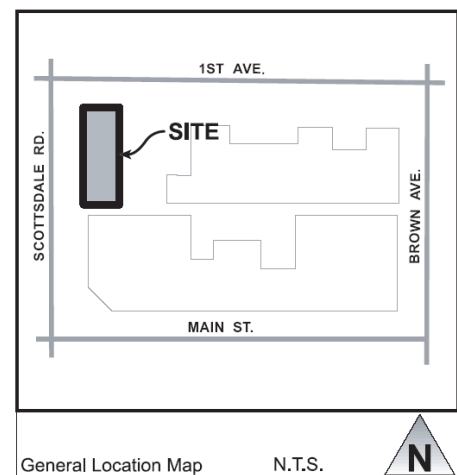 1ST AVE.
SITE
SCOTTSDALE RD.
BROWN AVE.
MAIN ST.
General Location Map
N.T.S.
N